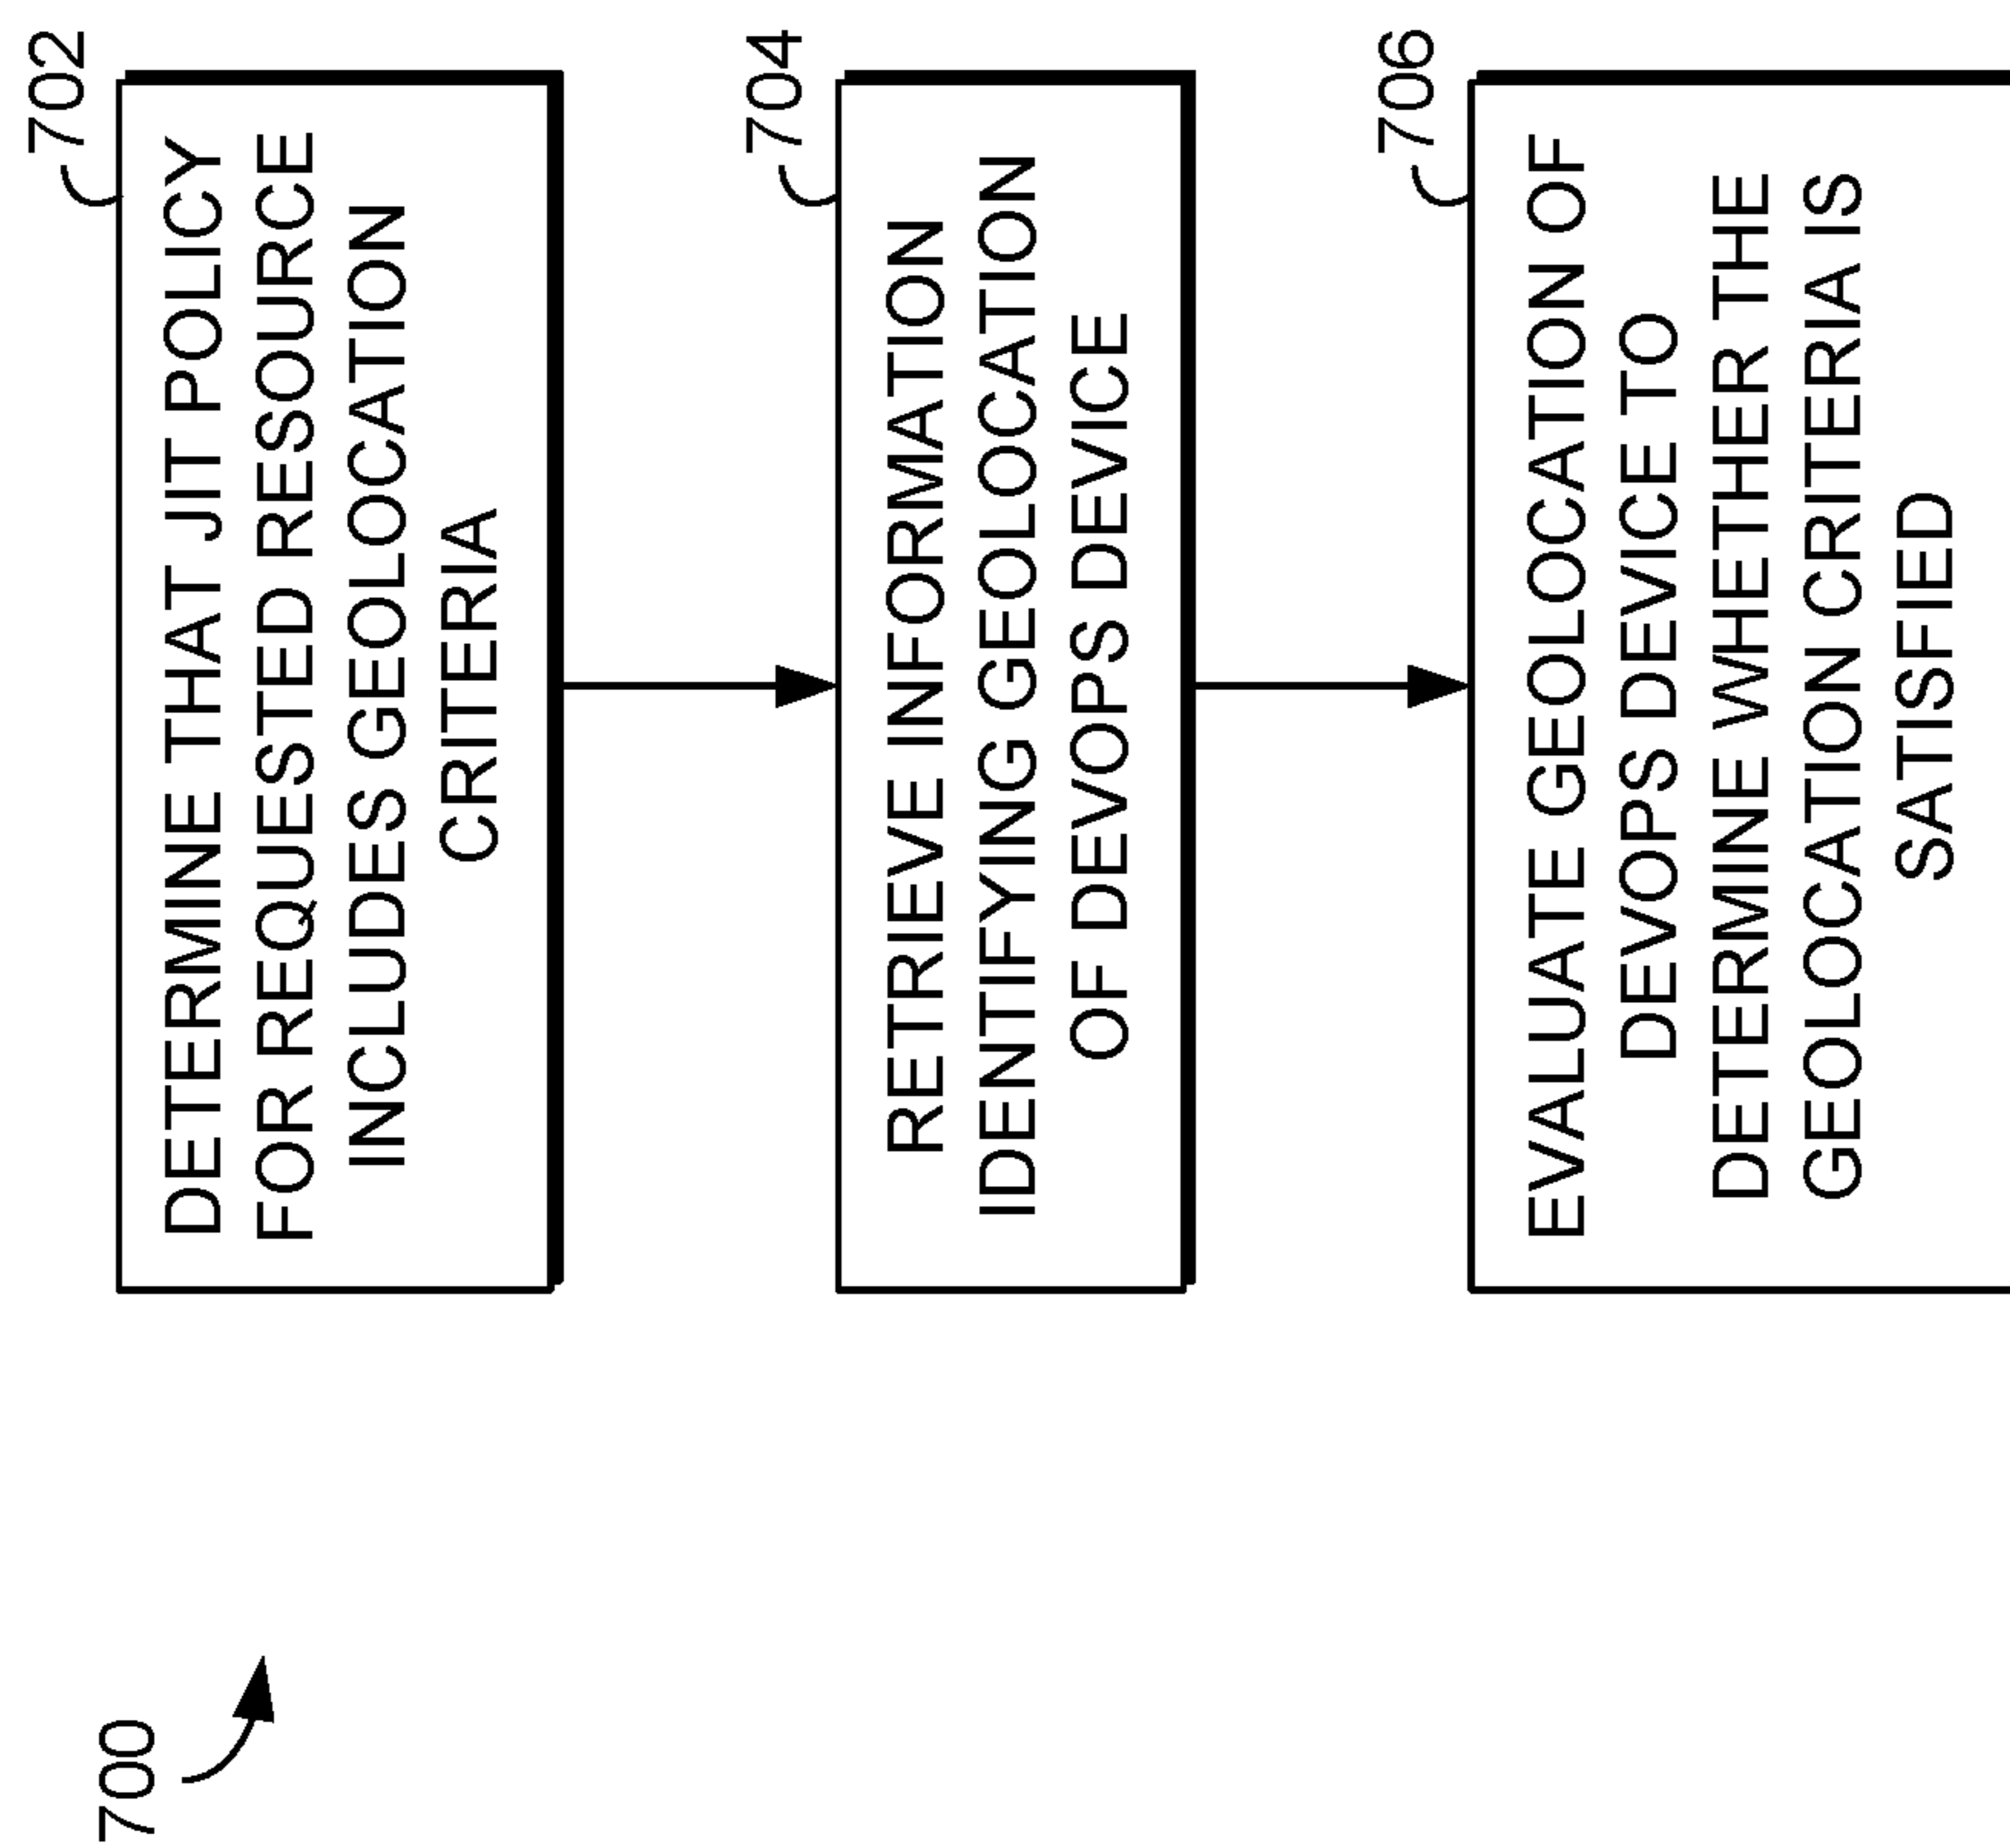 700
702
DETERMINE THAT JIT POLICY
FOR REQUESTED RESOURCE
INCLUDES GEOLOCATION
CRITERIA
704
RETRIEVE INFORMATION
IDENTIFYING GEOLOCATION
OF DEVOPS DEVICE
706
EVALUATE GEOLOCATION OF
DEVOPS DEVICE TO
DETERMINE WHETHER THE
GEOLOCATION CRITERIA IS
SATISFIED